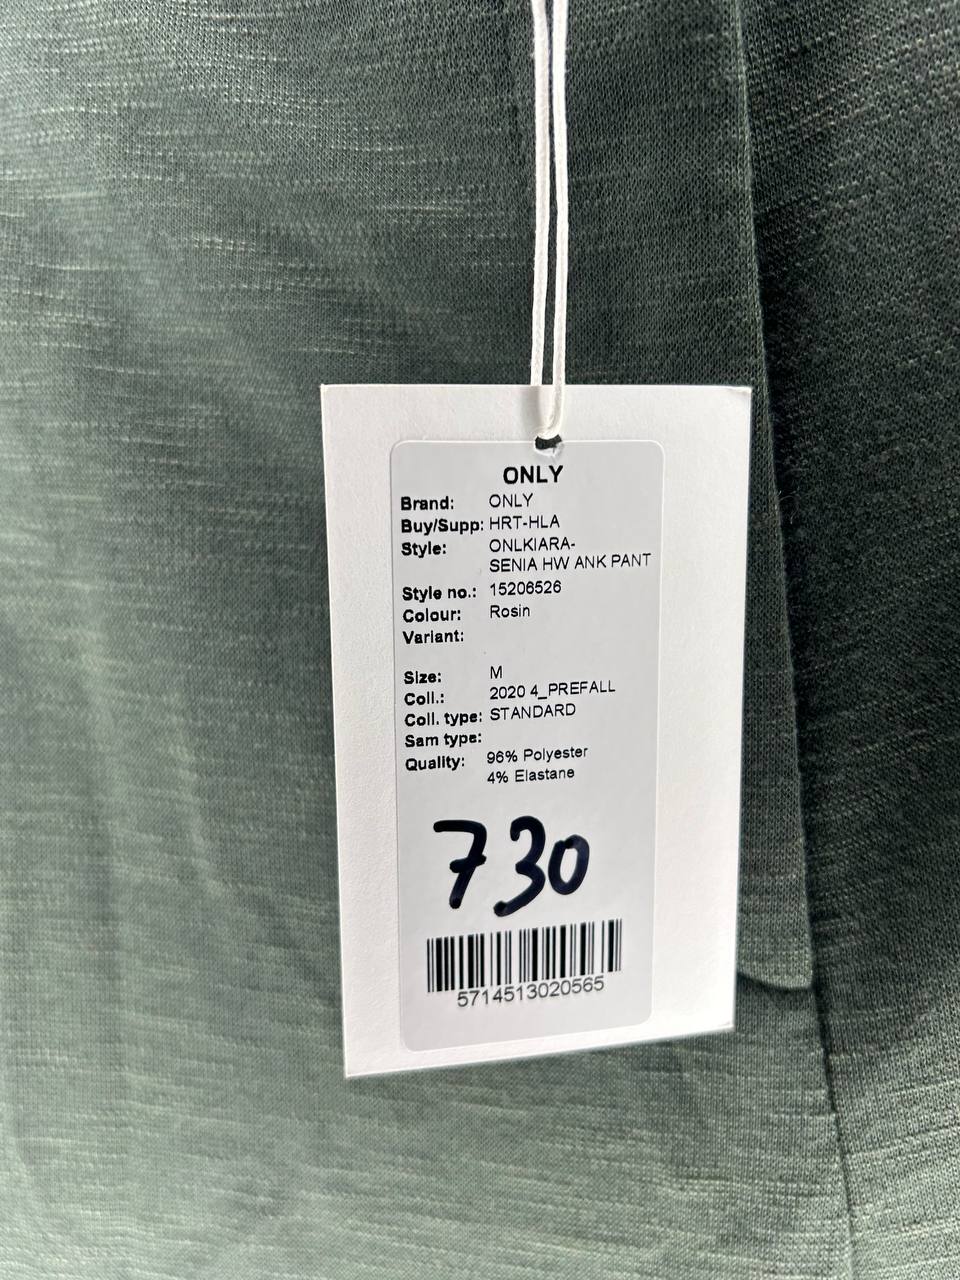 ONLY
Brand: ONLY
Buy/Supp: HRT-HLA
Style: ONLKIARA-
SENIA HW ANK PANT
Style no.: 15206526
Colour: Rosin
Variant:
Size: M
Coll.: 2020 4_PREFALL
Coll. type: STANDARD
Sam type:
Quality: 96% Polyester
4% Elastane
730
5714513020565